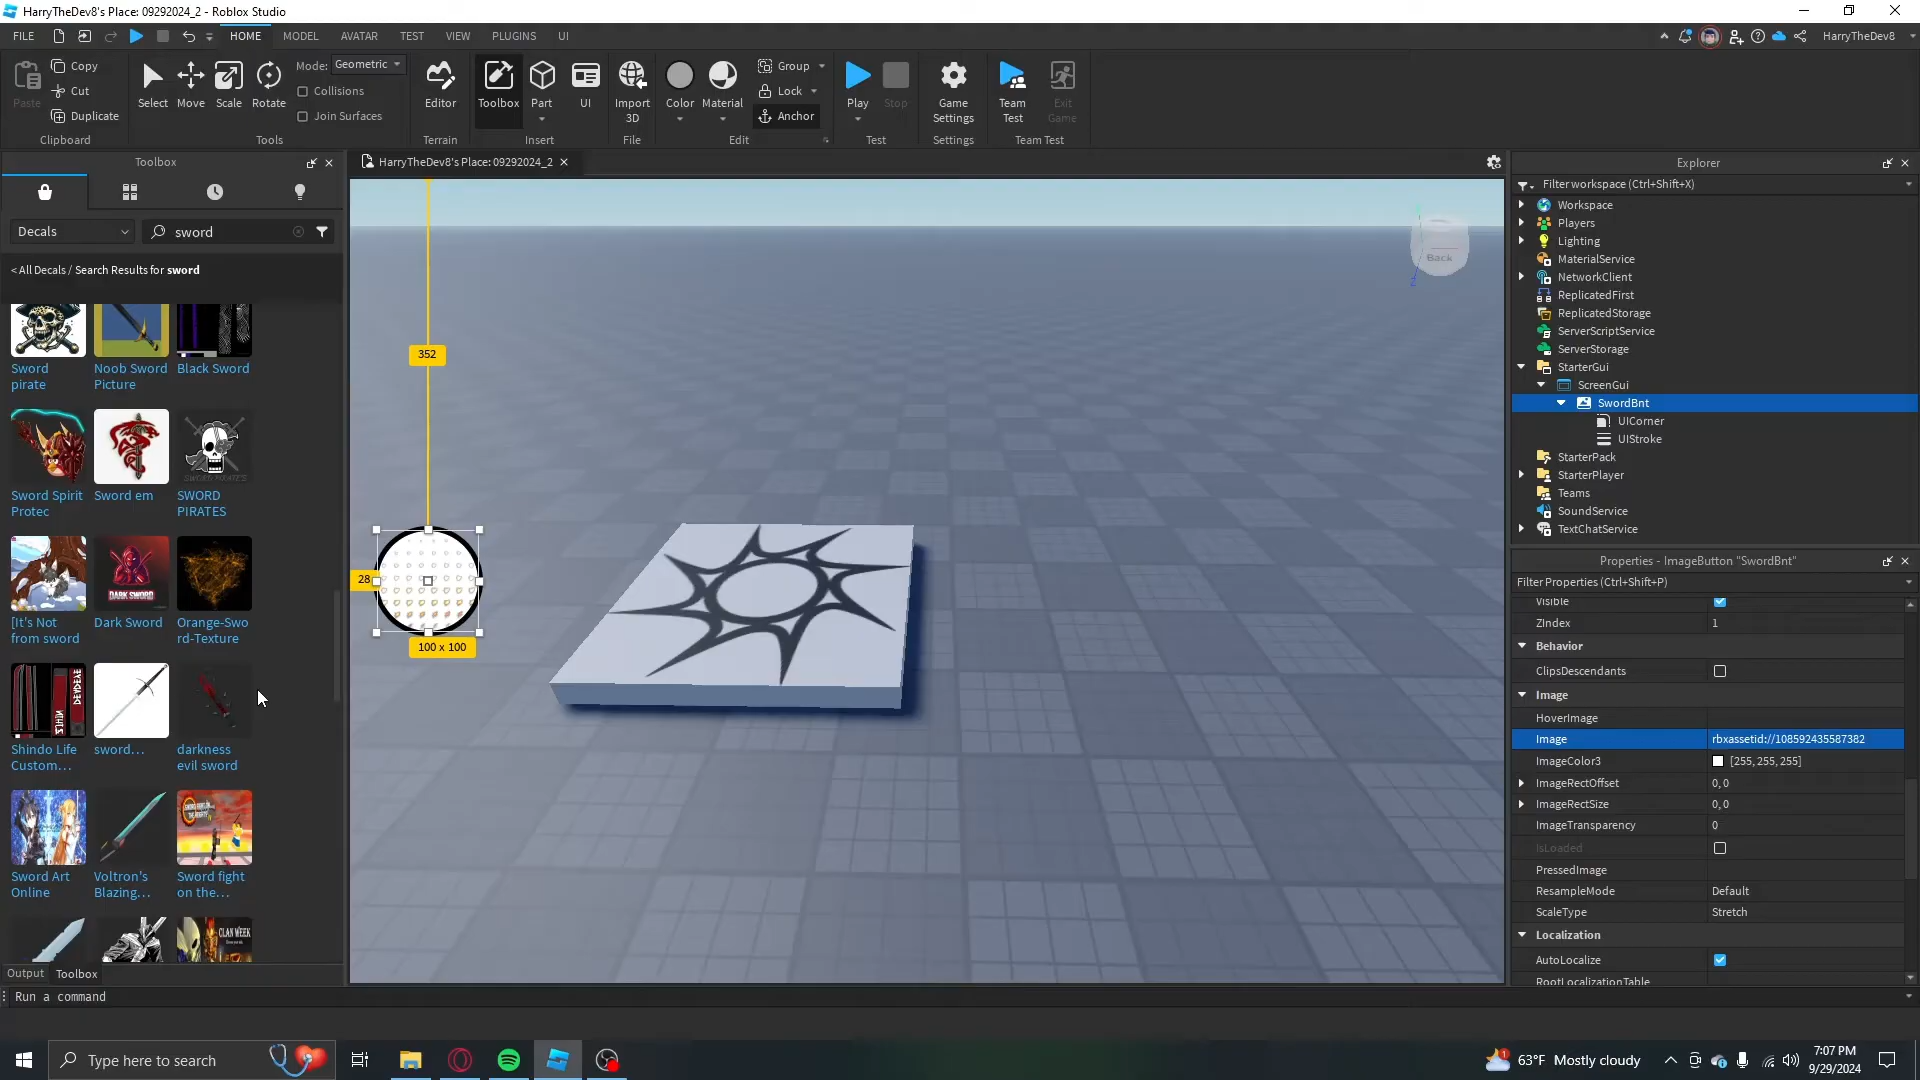 HarryTheDev8's Place: 09292024_2 - Roblox Studio
FILE HOME MODEL AVATAR TEST VIEW PLUGINS UI HarryTheDev8
Paste
Copy
Cut
Duplicate
Clipboard
Select Move Scale Rotate
Mode: Geometric
Collisions
Join Surfaces
Tools
Editor
Terrain
Toolbox Part UI
Insert
Import
3D
File
Color Material
Group
Lock
Anchor
Edit
Play Stop
Test
Game
Settings
Settings
Team
Test
Exit
Game
Team Test
Toolbox
Decals sword
< All Decals / Search Results for sword
Sword
pirate
Noob Sword
Picture
Black Sword
Sword Spirit
Protec
Sword em
SWORD
PIRATES
[It's Not
from sword
DARK SWORD
Dark Sword
Orange-Swo
rd-Texture
Shindo Life
Custom...
sword...
darkness
evil sword
Sword Art
Online
Voltron's
Blazing...
Sword fight
on the...
CLAN WEEK
Output Toolbox
Run a command
HarryTheDev8's Place: 09292024_2
352
28
100 x 100
Back
Z
Explorer
Filter workspace (Ctrl+Shift+X)
Workspace
Players
Lighting
MaterialService
NetworkClient
ReplicatedFirst
ReplicatedStorage
ServerScriptService
ServerStorage
StarterGui
ScreenGui
SwordBnt
UICorner
UIStroke
StarterPack
StarterPlayer
Teams
SoundService
TextChatService
Properties - ImageButton "SwordBnt"
Filter Properties (Ctrl+Shift+P)
Visible
ZIndex 1
Behavior
ClipsDescendants
Image
HoverImage
Image rbxassetid://108592435587382
ImageColor3 [255, 255, 255]
ImageRectOffset 0, 0
ImageRectSize 0, 0
ImageTransparency 0
IsLoaded
PressedImage
ResampleMode Default
ScaleType Stretch
Localization
AutoLocalize
RootLocalizationTable
Type here to search
63°F Mostly cloudy
7:07 PM
9/29/2024